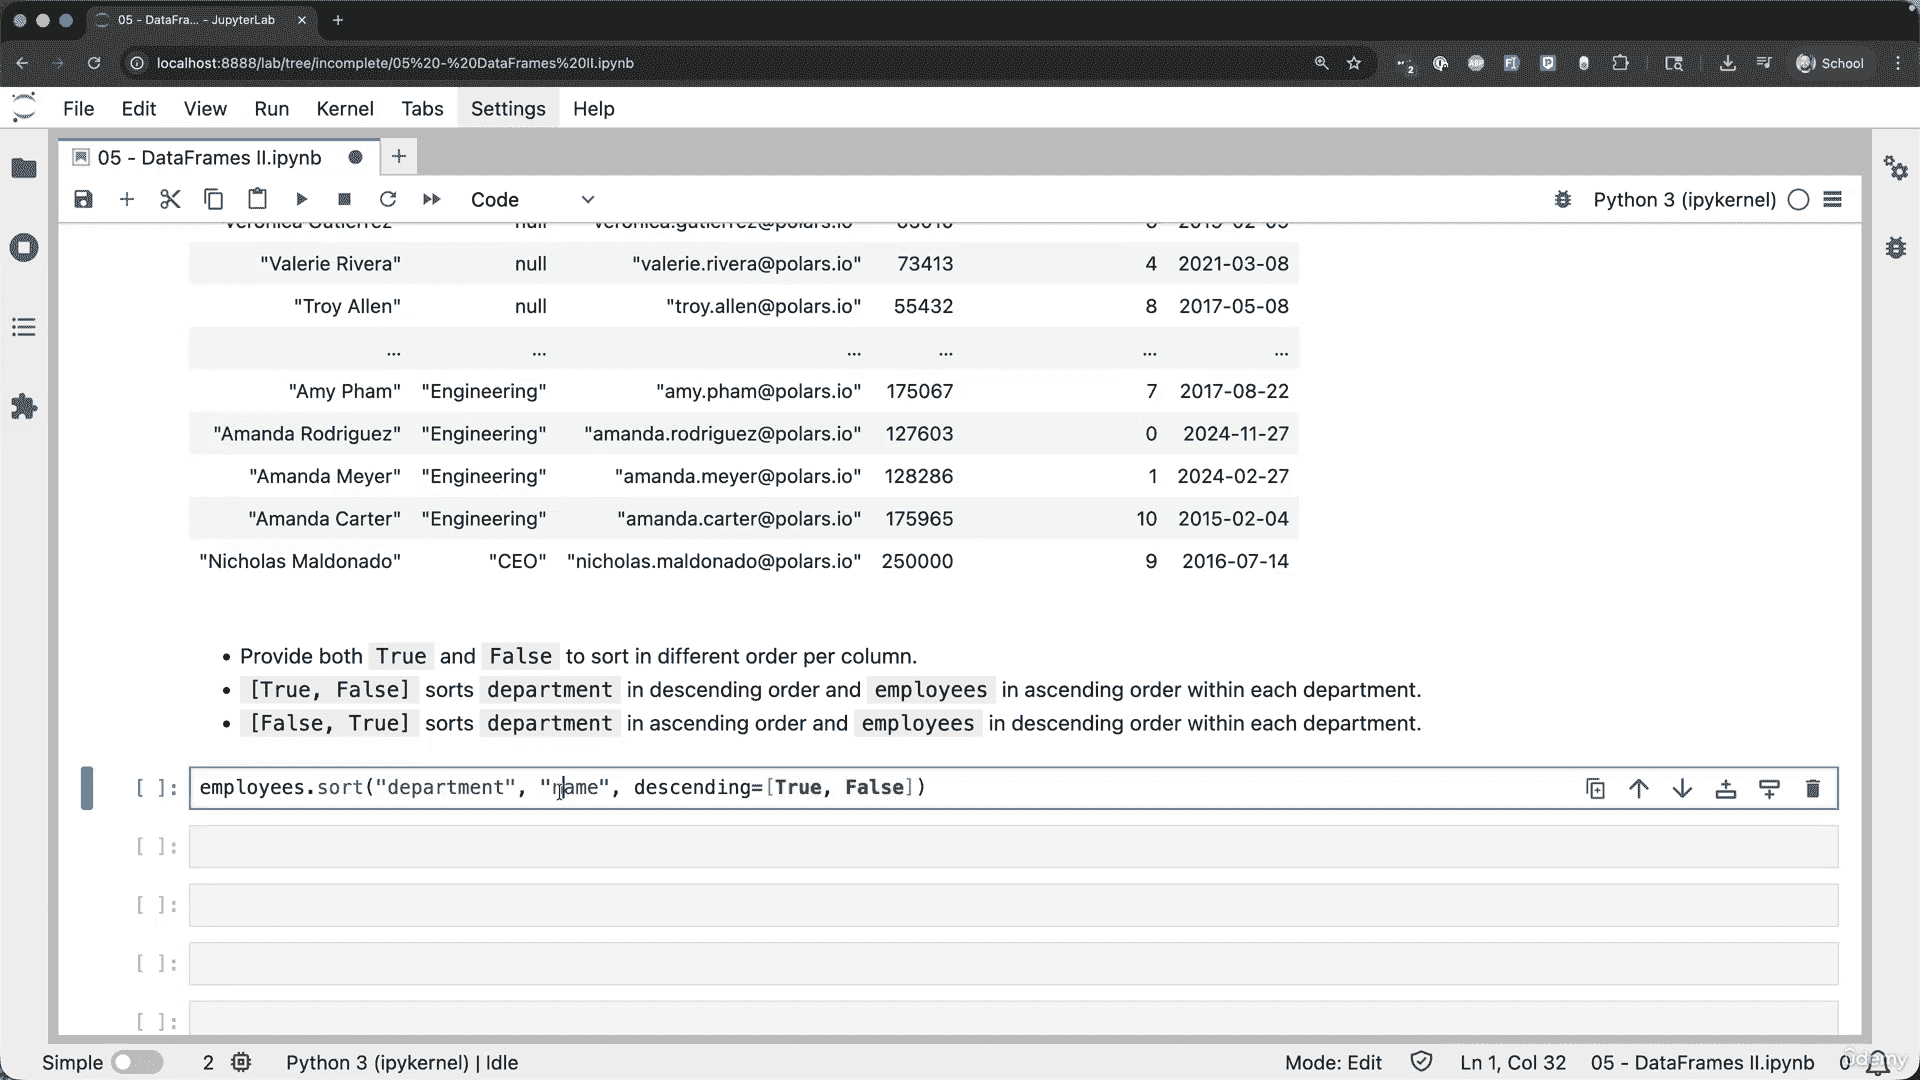 05 - DataFra... - JupyterLab
localhost:8888/lab/tree/incomplete/05%20-%20DataFrames%20II.ipynb
2
ABP
School
File Edit View Run Kernel Tabs Settings Help
05 - DataFrames II.ipynb
Code
Python 3 (ipykernel)
"Valerie Rivera" null "valerie.rivera@polars.io" 73413 4 2021-03-08
"Troy Allen" null "troy.allen@polars.io" 55432 8 2017-05-08
… … … … … …
"Amy Pham" "Engineering" "amy.pham@polars.io" 175067 7 2017-08-22
"Amanda Rodriguez" "Engineering" "amanda.rodriguez@polars.io" 127603 0 2024-11-27
"Amanda Meyer" "Engineering" "amanda.meyer@polars.io" 128286 1 2024-02-27
"Amanda Carter" "Engineering" "amanda.carter@polars.io" 175965 10 2015-02-04
"Nicholas Maldonado" "CEO" "nicholas.maldonado@polars.io" 250000 9 2016-07-14
• Provide both True and False to sort in different order per column.
• [True, False] sorts department in descending order and employees in ascending order within each department.
• [False, True] sorts department in ascending order and employees in descending order within each department.
[ ]: employees.sort("department", "name", descending=[True, False])
[ ]:
[ ]:
[ ]:
[ ]:
Simple 2 Python 3 (ipykernel) | Idle Mode: Edit Ln 1, Col 32 05 - DataFrames II.ipynb 0
udemy